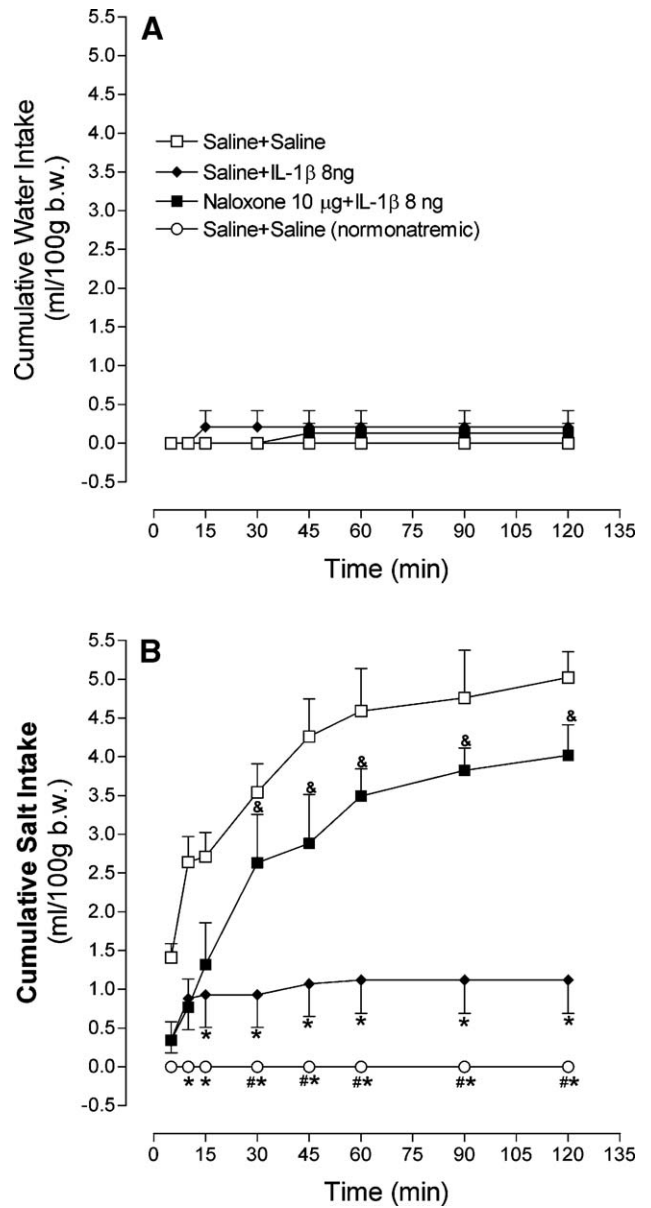 A
Cumulative Water Intake
(ml/100g b.w.)
5.5
5.0
4.5
4.0
3.5
3.0
2.5
2.0
1.5
1.0
0.5
0.0
-0.5
Saline+Saline
Saline+IL-1β 8ng
Naloxone 10 µg+IL-1β 8 ng
Saline+Saline (normonatremic)
0 15 30 45 60 75 90 105 120 135
Time (min)
B
Cumulative Salt Intake
(ml/100g b.w.)
5.5
5.0
4.5
4.0
3.5
3.0
2.5
2.0
1.5
1.0
0.5
0.0
-0.5
& & & & &
* * * * * *
* * #* #* #* #* #*
0 15 30 45 60 75 90 105 120 135
Time (min)